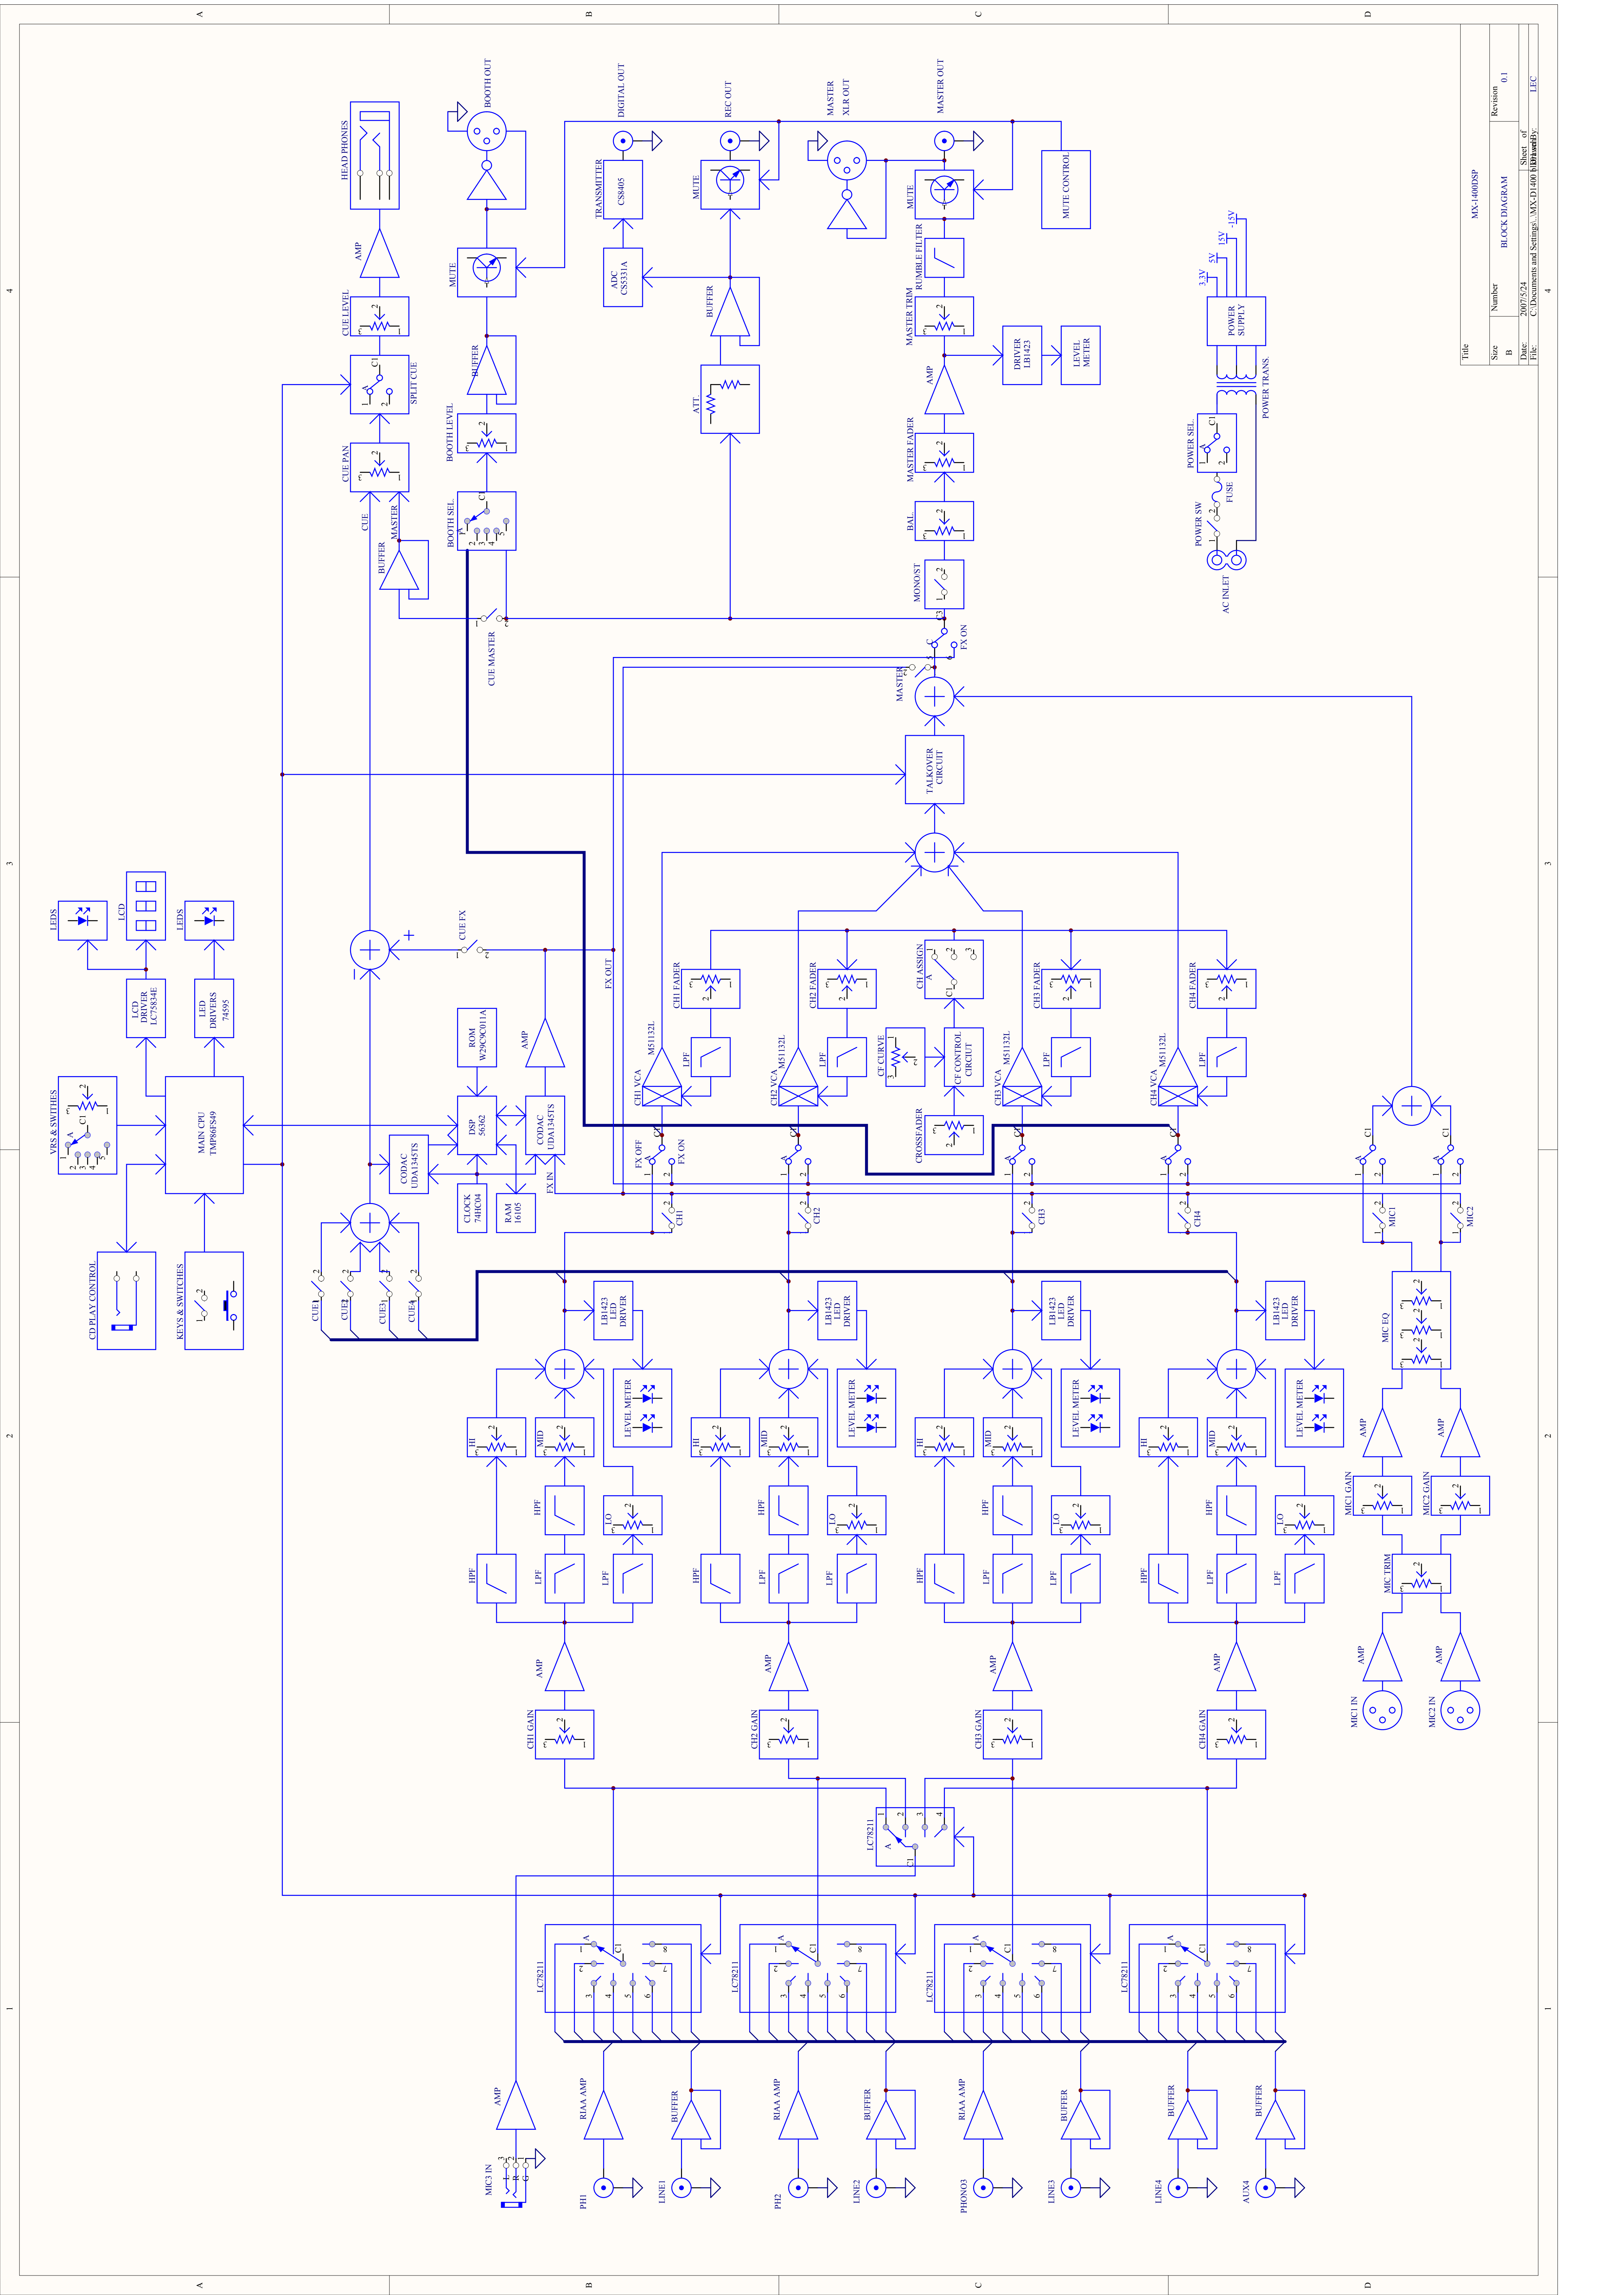 A
B
C
D
4
3
2
1
Title
MX-1400DSP
Size
B
Number
BLOCK DIAGRAM
Revision
0.1
Date:
2007/5/24
Sheet of
File:
C:\Documents and Settings\..\MX-D1400
By:
LEC
HEAD PHONES
AMP
CUE LEVEL
SPLIT CUE
CUE PAN
CUE
MASTER
BUFFER
BOOTH OUT
MUTE
BUFFER
BOOTH LEVEL
BOOTH SEL.
CUE MASTER
DIGITAL OUT
TRANSMITTER
CS8405
ADC
CS5331A
REC OUT
MUTE
BUFFER
ATT.
MASTER
XLR OUT
MASTER OUT
MUTE
RUMBLE FILTER
MASTER TRIM
AMP
DRIVER
LB1423
LEVEL
METER
MASTER FADER
BAL.
MONO/ST
FX ON
MASTER
MUTE CONTROL
3.3V
5V
15V
-15V
POWER
SUPPLY
POWER TRANS.
POWER SEL.
FUSE
POWER SW
AC INLET
TALKOVER
CIRCUIT
LEDS
LCD
LEDS
LCD
DRIVER
LC75834E
LED
DRIVERS
74595
VRS & SWITHES
MAIN CPU
TMP86FS49
CD PLAY CONTROL
KEYS & SWITCHES
CUE FX
FX OUT
ROM
W29C9C011A
AMP
DSP
56362
CODAC
UDA1345TS
CODAC
UDA1345TS
CLOCK
74HC04
RAM
16105
FX IN
CUE1
CUE2
CUE3
CUE4
CH1 FADER
LPF
M51132L
CH1 VCA
CH2 FADER
LPF
M51132L
CH2 VCA
CH ASSIGN
CF CURVE
CF CONTROL
CIRCIUT
CROSSFADER
CH3 FADER
LPF
M51132L
CH3 VCA
CH4 FADER
LPF
M51132L
CH4 VCA
FX OFF
FX ON
CH1
CH2
CH3
CH4
MIC1
MIC2
LB1423
LED
DRIVER
LEVEL METER
HI
MID
LO
HPF
HPF
LPF
LPF
AMP
CH1 GAIN
LB1423
LED
DRIVER
LEVEL METER
HI
MID
LO
HPF
HPF
LPF
LPF
AMP
CH2 GAIN
LB1423
LED
DRIVER
LEVEL METER
HI
MID
LO
HPF
HPF
LPF
LPF
AMP
CH3 GAIN
LB1423
LED
DRIVER
LEVEL METER
HI
MID
LO
HPF
HPF
LPF
LPF
AMP
CH4 GAIN
MIC EQ
AMP
AMP
MIC1 GAIN
MIC2 GAIN
MIC TRIM
AMP
AMP
MIC1 IN
MIC2 IN
LC78211
LC78211
LC78211
LC78211
LC78211
AMP
MIC3 IN
L
R
G
RIAA AMP
PH1
BUFFER
LINE1
RIAA AMP
PH2
BUFFER
LINE2
RIAA AMP
PHONO3
BUFFER
LINE3
BUFFER
LINE4
BUFFER
AUX4